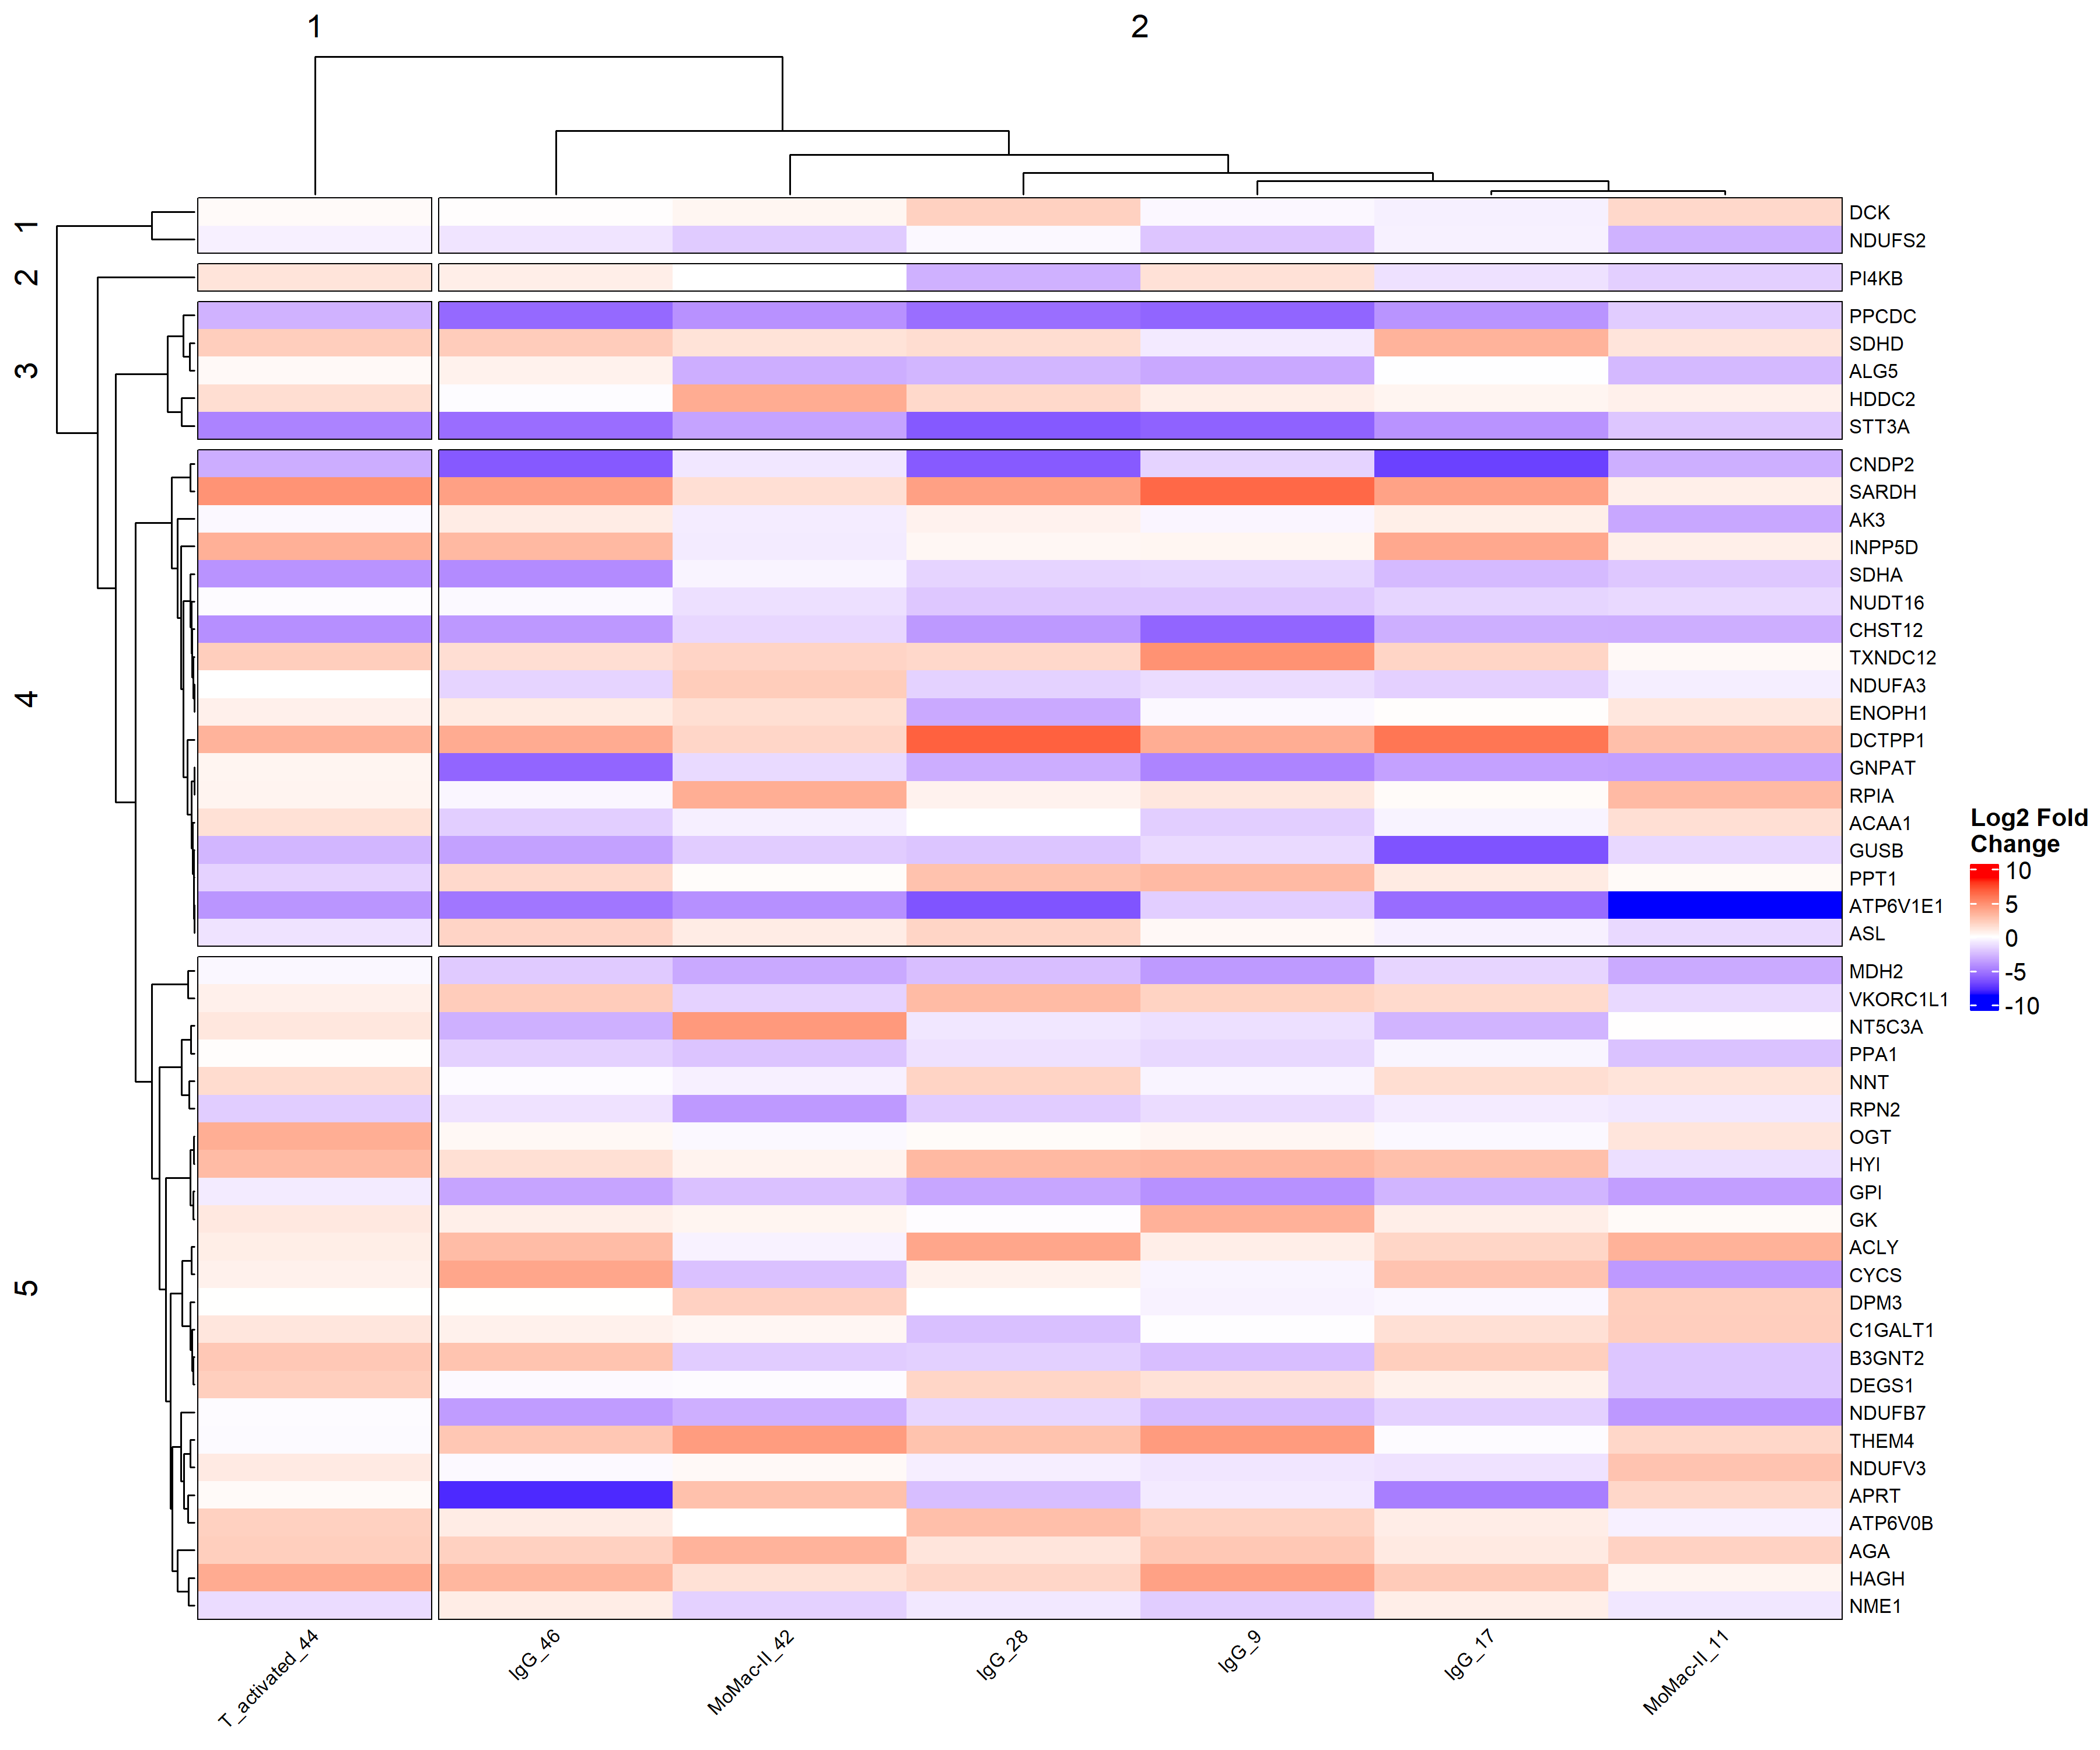 1
2
1
2
3
4
5
DCK
NDUFS2
PI4KB
PPCDC
SDHD
ALG5
HDDC2
STT3A
CNDP2
SARDH
AK3
INPP5D
SDHA
NUDT16
CHST12
TXNDC12
NDUFA3
ENOPH1
DCTPP1
GNPAT
RPIA
ACAA1
GUSB
PPT1
ATP6V1E1
ASL
MDH2
VKORC1L1
NT5C3A
PPA1
NNT
RPN2
OGT
HYI
GPI
GK
ACLY
CYCS
DPM3
C1GALT1
B3GNT2
DEGS1
NDUFB7
THEM4
NDUFV3
APRT
ATP6V0B
AGA
HAGH
NME1
Log2 Fold
Change
10
5
0
-5
-10
T_activated_44
IgG_46
MoMac-II_42
IgG_28
IgG_9
IgG_17
MoMac-II_11